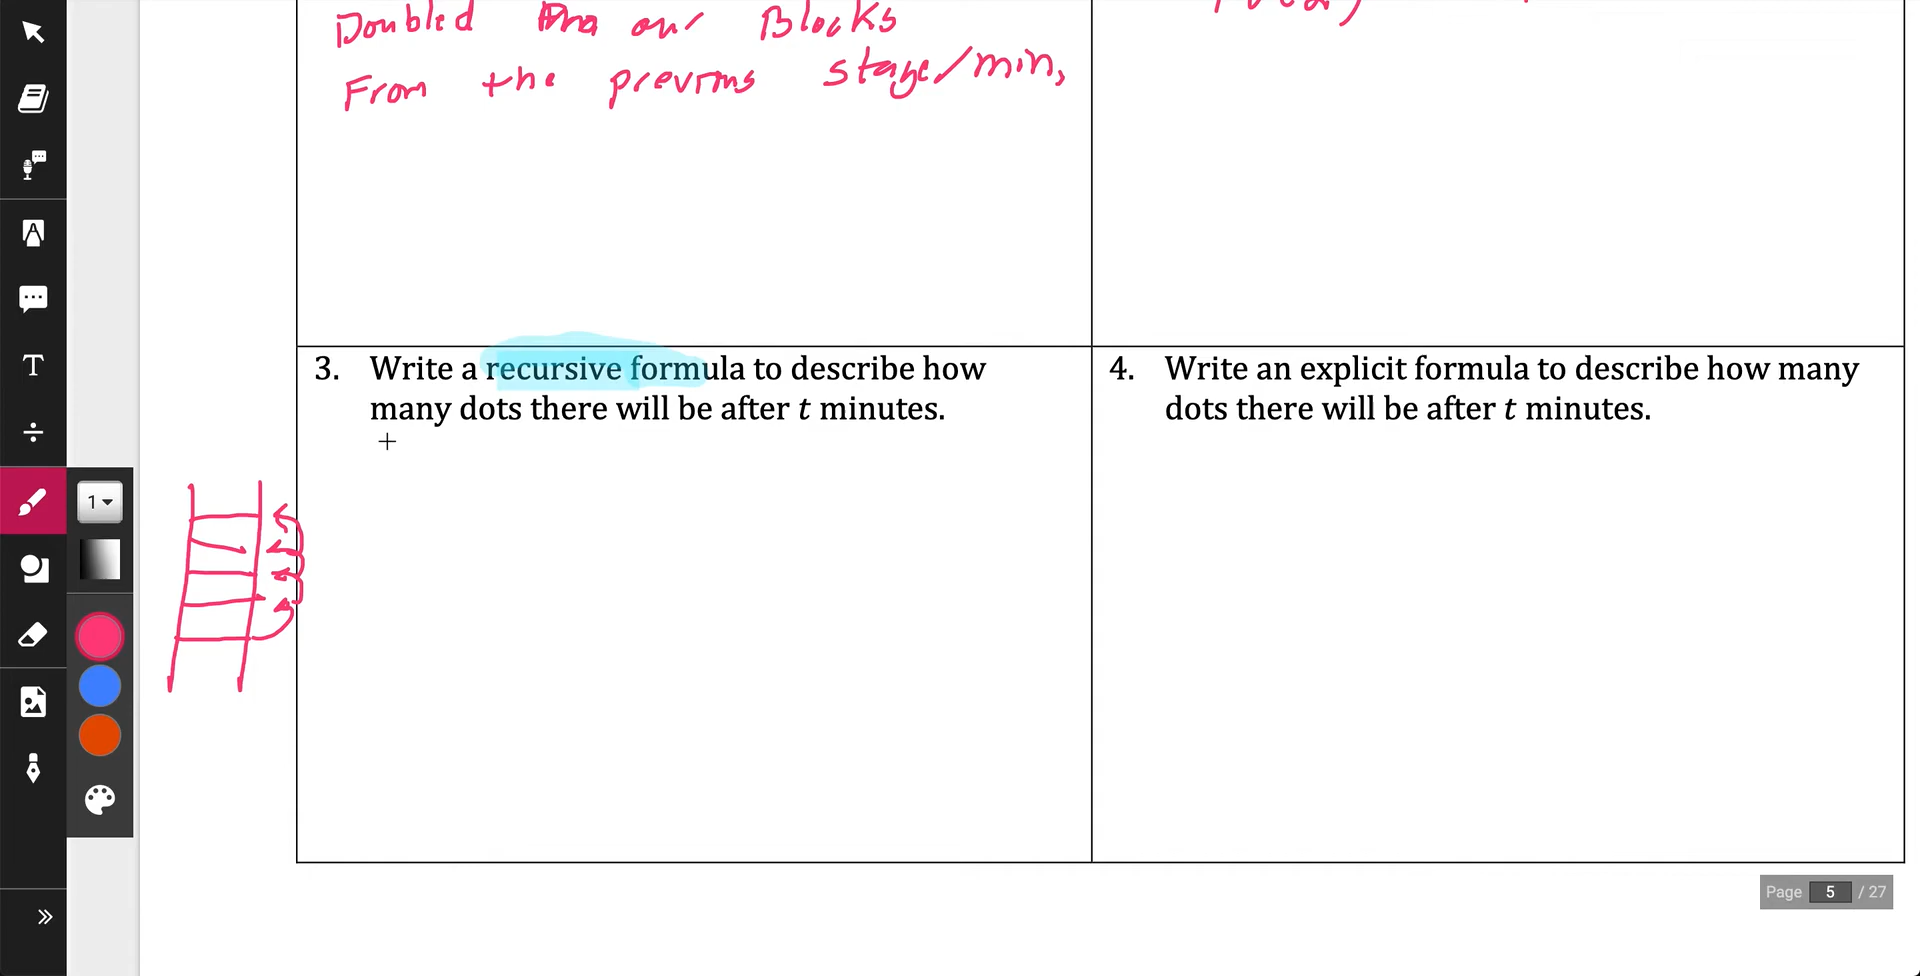 Doubled our Blocks
From the previous stage/min,
3. Write a recursive formula to describe how
many dots there will be after t minutes.
4. Write an explicit formula to describe how many
dots there will be after t minutes.
T
1
Page 5 / 27